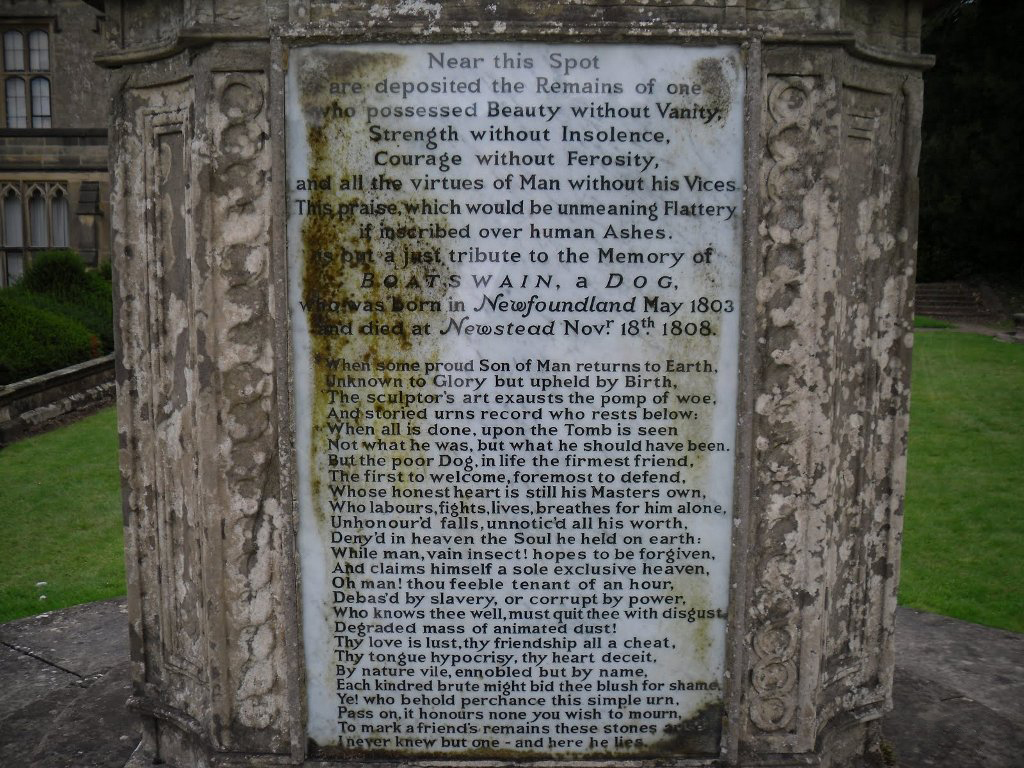 Near this Spot
are deposited the Remains of one
who possessed Beauty without Vanity,
Strength without Insolence,
Courage without Ferosity,
and all the virtues of Man without his Vices.
This praise, which would be unmeaning Flattery
if inscribed over human Ashes.
is but a just tribute to the Memory of
BOATSWAIN, a DOG,
who was born in Newfoundland May 1803
and died at Newstead Novr. 18th. 1808.
When some proud Son of Man returns to Earth,
Unknown to Glory but upheld by Birth,
The sculptor's art exausts the pomp of woe,
And storied urns record who rests below:
When all is done, upon the Tomb is seen
Not what he was, but what he should have been.
But the poor Dog, in life the firmest friend,
The first to welcome, foremost to defend,
Whose honest heart is still his Masters own,
Who labours, fights, lives, breathes for him alone,
Unhonour'd falls, unnotic'd all his worth,
Deny'd in heaven the Soul he held on earth:
While man, vain insect! hopes to be forgiven,
And claims himself a sole exclusive heaven,
Oh man! thou feeble tenant of an hour,
Debas'd by slavery, or corrupt by power,
Who knows thee well, must quit thee with disgust,
Degraded mass of animated dust!
Thy love is lust, thy friendship all a cheat,
Thy tongue hypocrisy, thy heart deceit,
By nature vile, ennobled but by name,
Each kindred brute might bid thee blush for shame,
Ye! who behold perchance this simple urn,
Pass on, it honours none you wish to mourn,
To mark a friend's remains these stones arise
I never knew but one - and here he lies.